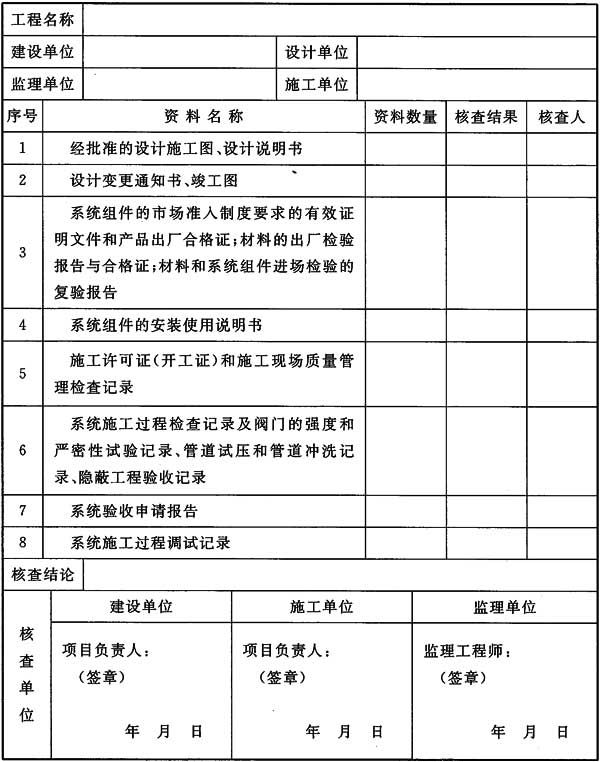 工程名称
建设单位 设计单位
监理单位 施工单位
序号 资料名称 资料数量 核查结果 核查人
1 经批准的设计施工图、设计说明书
2 设计变更通知书、竣工图
3 系统组件的市场准入制度要求的有效证
明文件和产品出厂合格证;材料的出厂检验
报告与合格证;材料和系统组件进场检验的
复验报告
4 系统组件的安装使用说明书
5 施工许可证(开工证)和施工现场质量管
理检查记录
6 系统施工过程检查记录及阀门的强度和
严密性试验记录、管道试压和管道冲洗记
录、隐蔽工程验收记录
7 系统验收申请报告
8 系统施工过程调试记录
核查结论
核查单位 建设单位 施工单位 监理单位
项目负责人: 项目负责人: 监理工程师:
(签章) (签章) (签章)
年 月 日 年 月 日 年 月 日